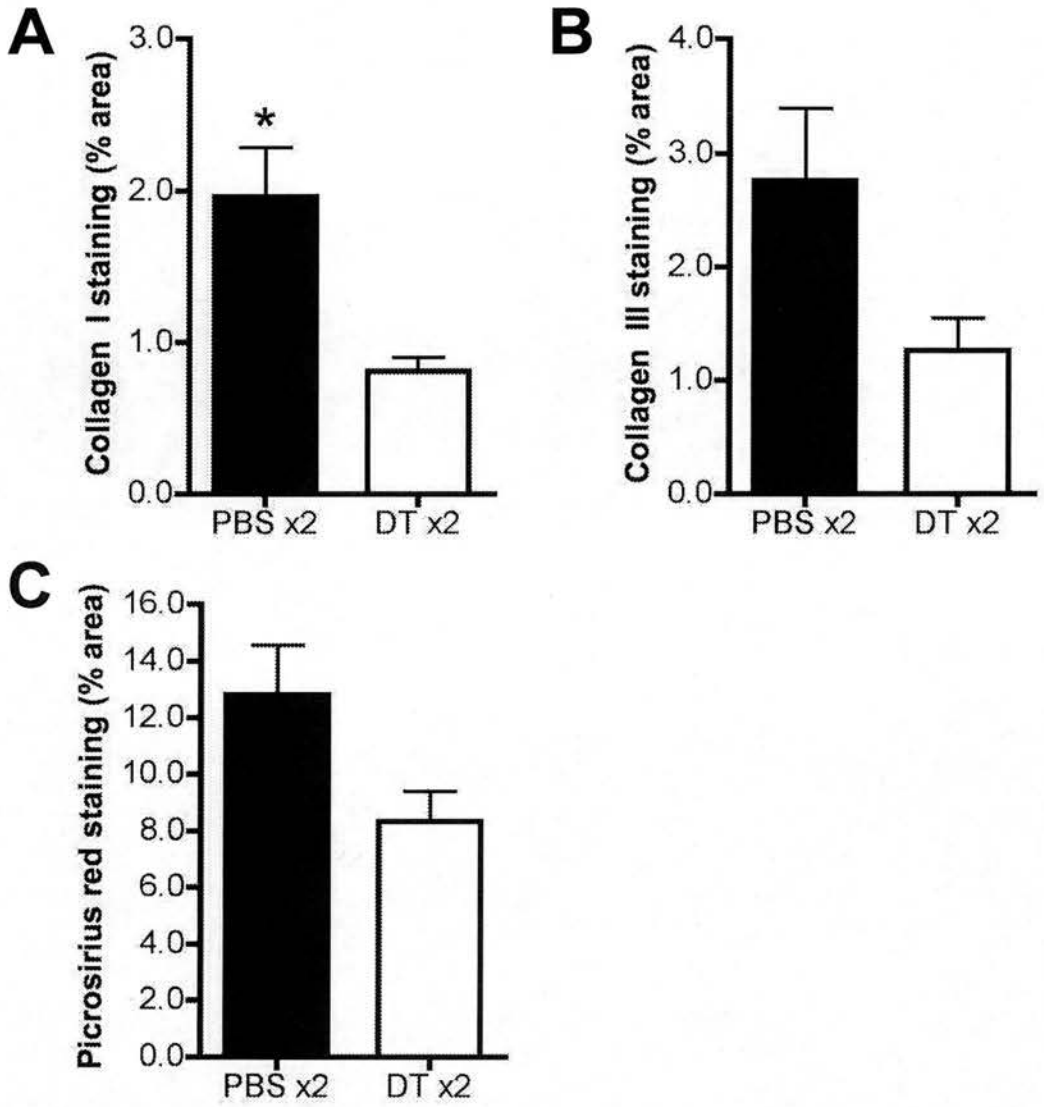 A
Collagen I staining (% area)
3.0
*
2.0
1.0
0.0
PBS x2 DT x2
B
Collagen III staining (% area)
4.0
3.0
2.0
1.0
0.0
PBS x2 DT x2
C
Picrosirius red staining (% area)
16.0
14.0
12.0
10.0
8.0
6.0
4.0
2.0
0.0
PBS x2 DT x2